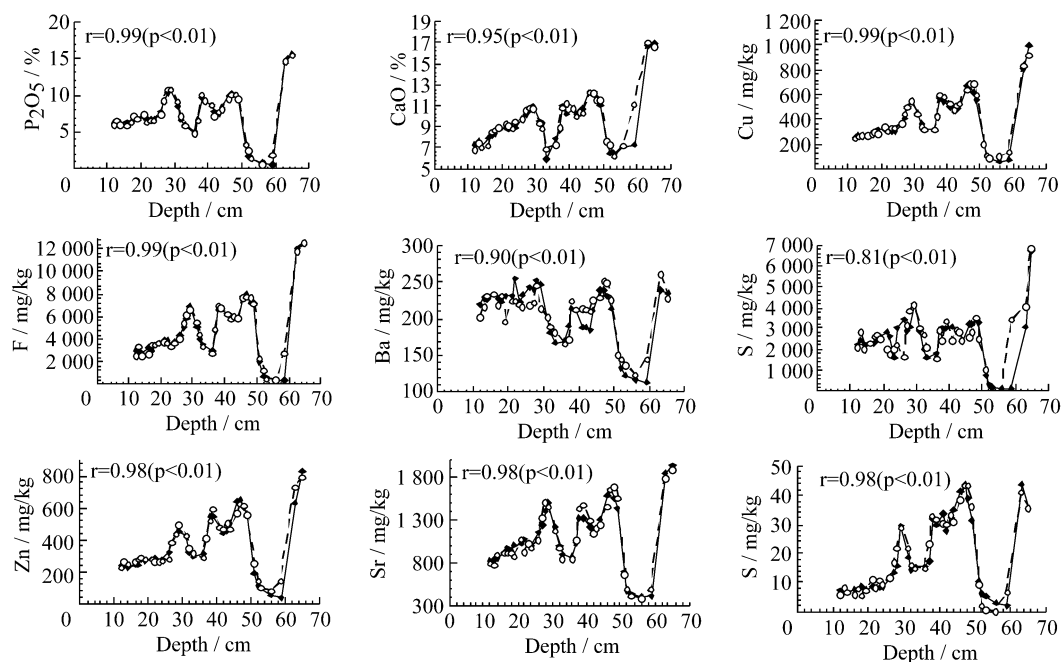 20
15
10
5
0
r=0.99(p<0.01)
P2O5 / %
10 20 30 40 50 60 70
Depth / cm
19
17
15
13
11
9
7
5
0
r=0.95(p<0.01)
CaO / %
10 20 30 40 50 60 70
Depth / cm
1 000
800
600
400
200
0
r=0.99(p<0.01)
Cu / mg/kg
10 20 30 40 50 60 70
Depth / cm
12 000
10 000
8 000
6 000
4 000
2 000
0
r=0.99(p<0.01)
F / mg/kg
10 20 30 40 50 60 70
Depth / cm
300
250
200
150
100
r=0.90(p<0.01)
Ba / mg/kg
0 10 20 30 40 50 60 70
Depth / cm
7 000
6 000
5 000
4 000
3 000
2 000
1 000
r=0.81(p<0.01)
S / mg/kg
0 10 20 30 40 50 60 70
Depth / cm
800
600
400
200
0
r=0.98(p<0.01)
Zn / mg/kg
10 20 30 40 50 60 70
Depth / cm
1 800
1 300
800
300
r=0.98(p<0.01)
Sr / mg/kg
0 10 20 30 40 50 60 70
Depth / cm
50
40
30
20
10
r=0.98(p<0.01)
S / mg/kg
0 10 20 30 40 50 60 70
Depth / cm